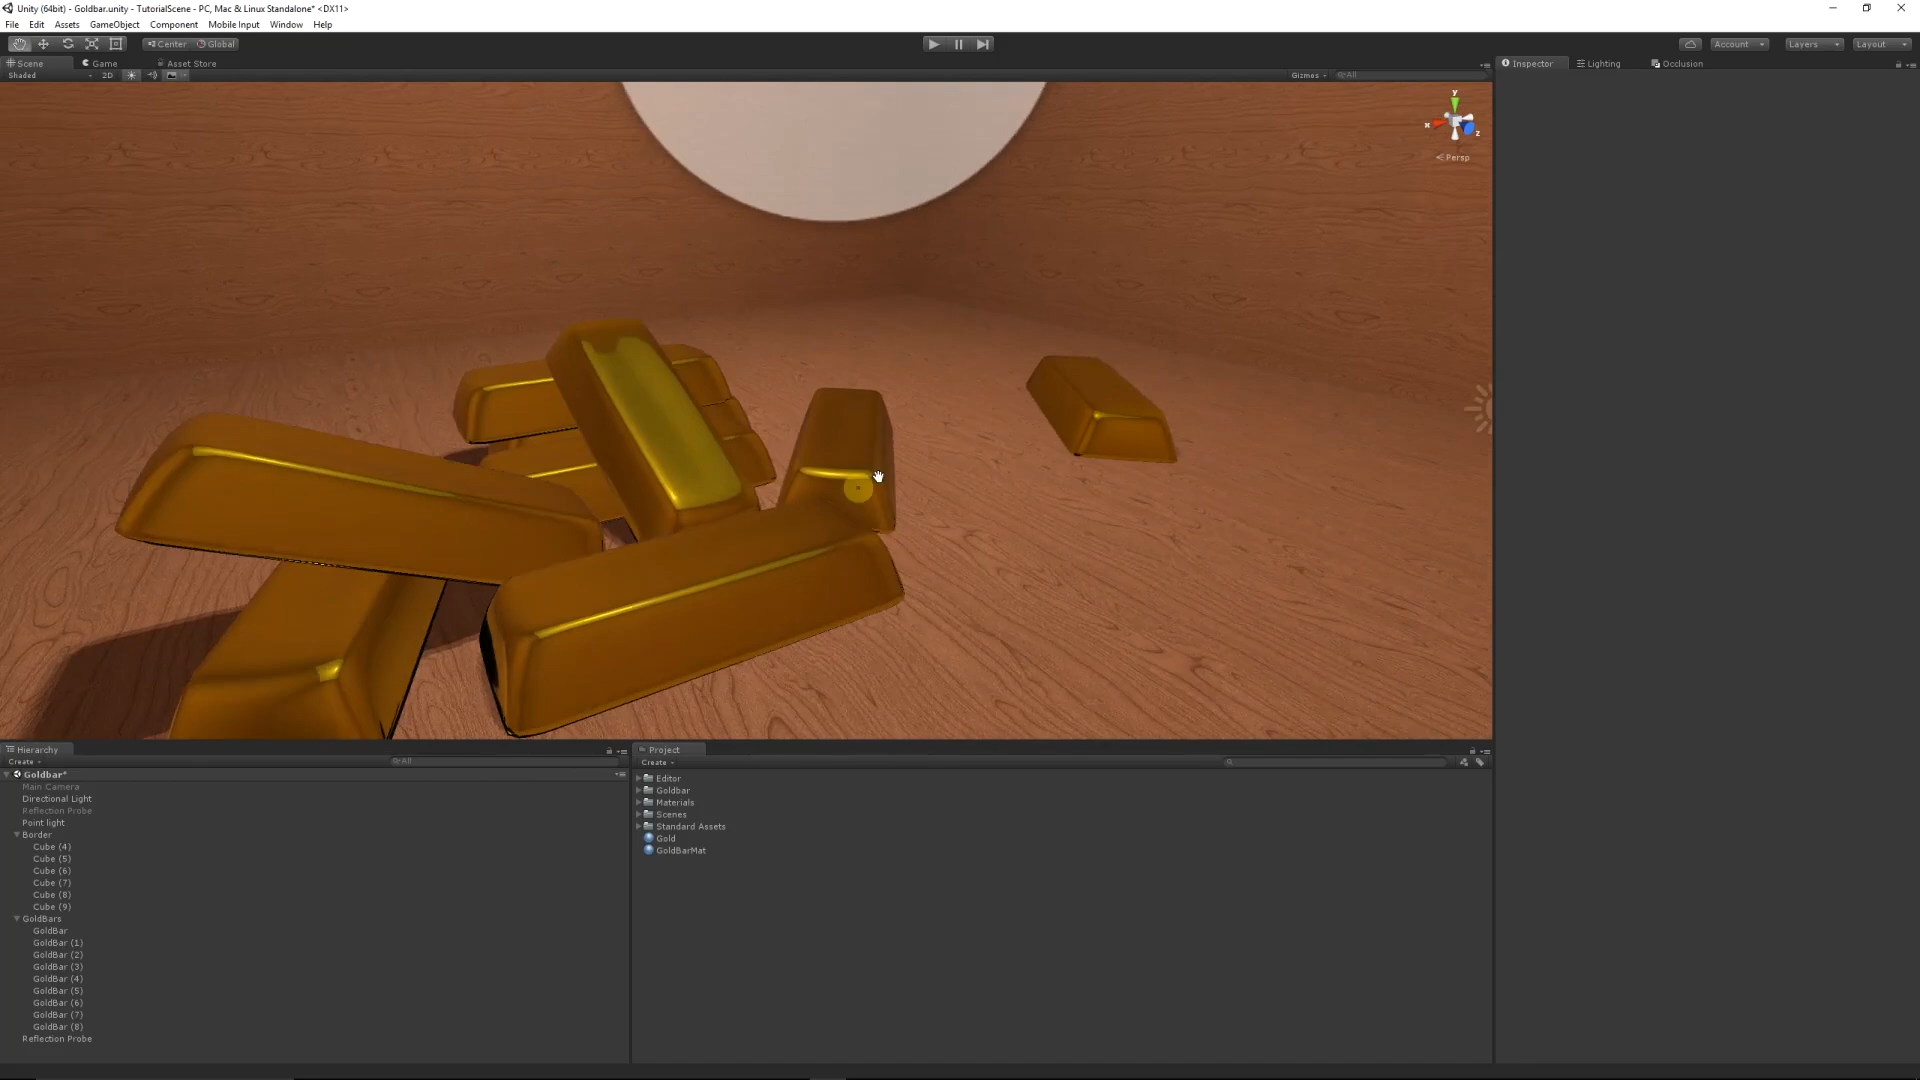 Unity (64bit) - Goldbar.unity - TutorialScene - PC, Mac & Linux Standalone* <DX11>
File Edit Assets GameObject Component Mobile Input Window Help
Center Global Account Layers Layout
Scene Game Asset Store Inspector Lighting Occlusion
Shaded 2D Gizmos All
y
x z
Persp
Hierarchy Project
Create All Create
Goldbar*
Main Camera
Directional Light
Reflection Probe
Point light
Border
Cube (4)
Cube (5)
Cube (6)
Cube (7)
Cube (8)
Cube (9)
GoldBars
GoldBar
GoldBar (1)
GoldBar (2)
GoldBar (3)
GoldBar (4)
GoldBar (5)
GoldBar (6)
GoldBar (7)
GoldBar (8)
Reflection Probe
Editor
Goldbar
Materials
Scenes
Standard Assets
Gold
GoldBarMat